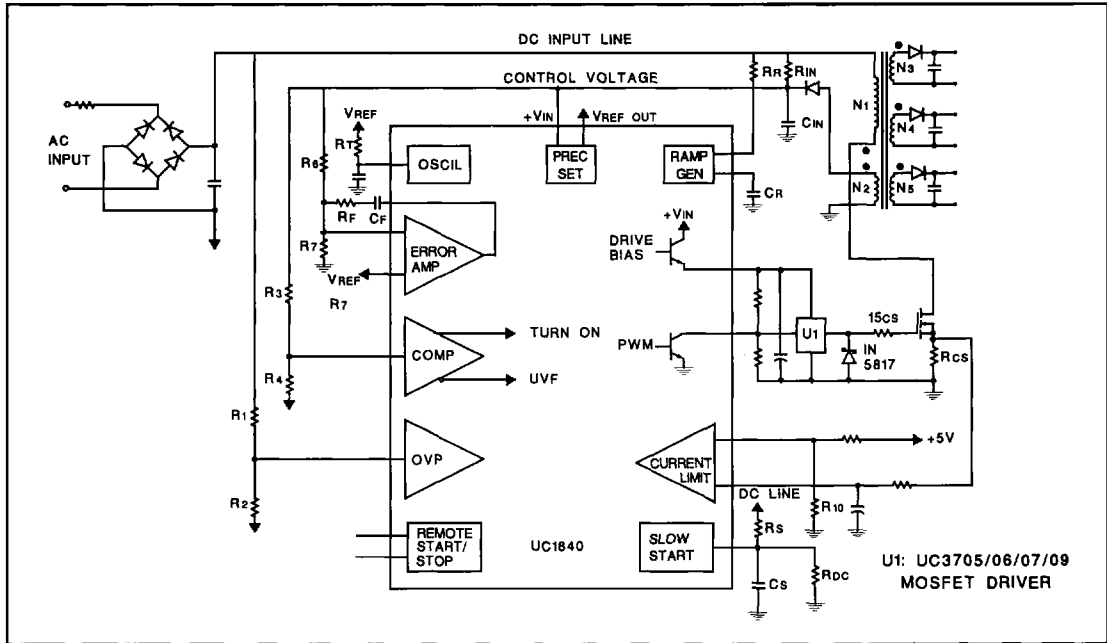 DC INPUT LINE
CONTROL VOLTAGE
AC
INPUT
VREF
RT
R6
RF
CF
R7
VREF
R7
R3
R4
R1
R2
+VIN
VREF OUT
OSCIL
PREC
SET
RAMP
GEN
RR
RIN
CIN
CR
N1
N2
N3
N4
N5
ERROR
AMP
COMP
TURN ON
UVF
OVP
REMOTE
START/
STOP
UC1840
+VIN
DRIVE
BIAS
PWM
U1
15CS
IN
5817
RCS
CURRENT
LIMIT
+5V
R10
DC LINE
RS
SLOW
START
CS
RDC
U1: UC3705/06/07/09
MOSFET DRIVER